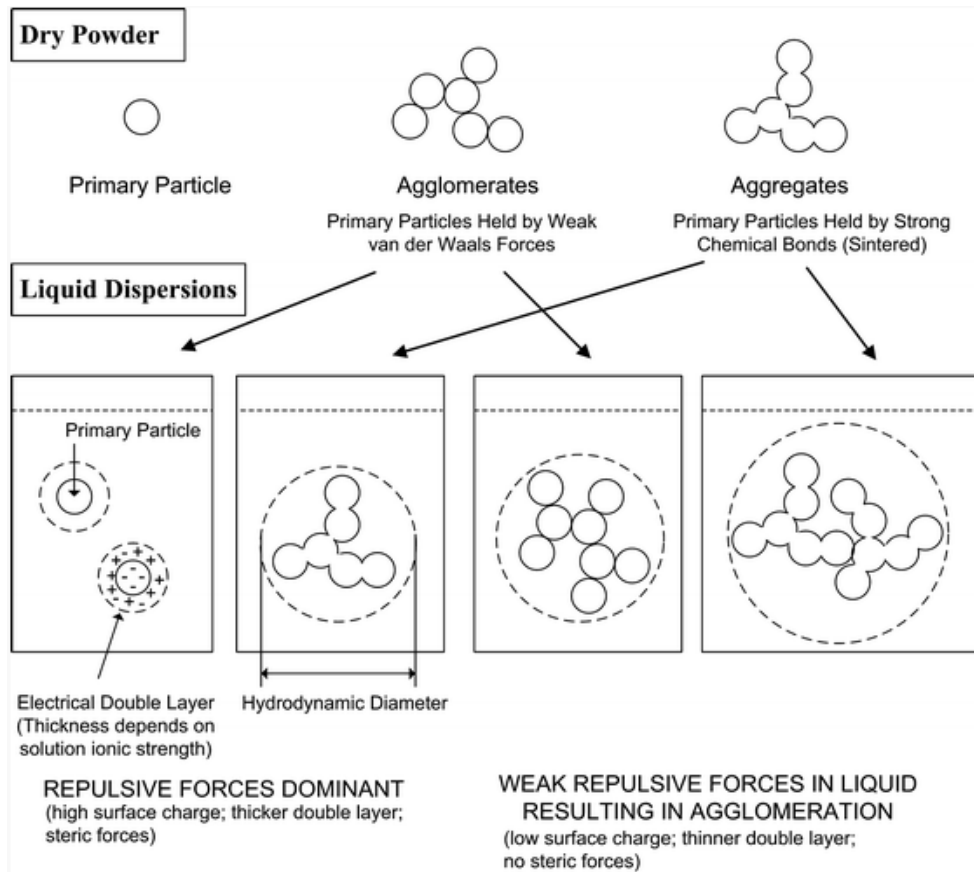 Dry Powder
Primary Particle
Agglomerates
Primary Particles Held by Weak
van der Waals Forces
Aggregates
Primary Particles Held by Strong
Chemical Bonds (Sintered)
Liquid Dispersions
Primary Particle
Electrical Double Layer
(Thickness depends on
solution ionic strength)
Hydrodynamic Diameter
REPULSIVE FORCES DOMINANT
(high surface charge; thicker double layer;
steric forces)
WEAK REPULSIVE FORCES IN LIQUID
RESULTING IN AGGLOMERATION
(low surface charge; thinner double layer;
no steric forces)